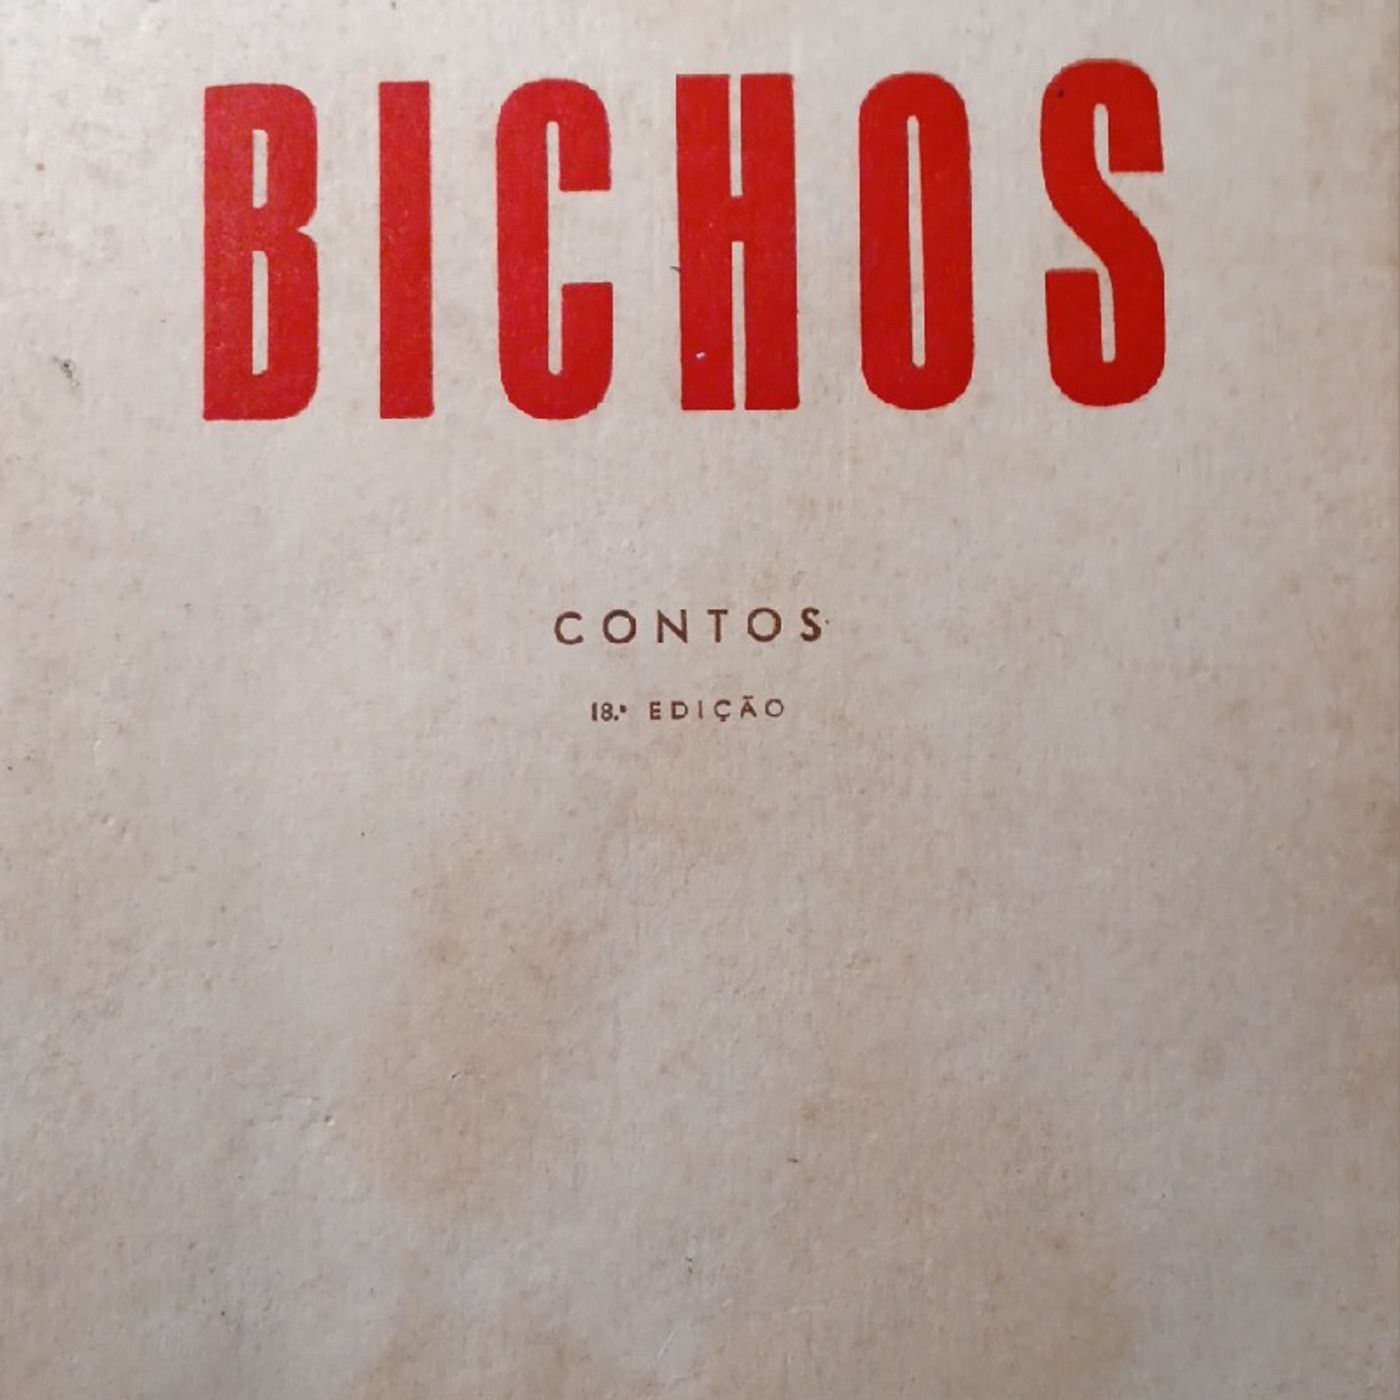 BICHOS
CONTOS
18.ª EDIÇÃO